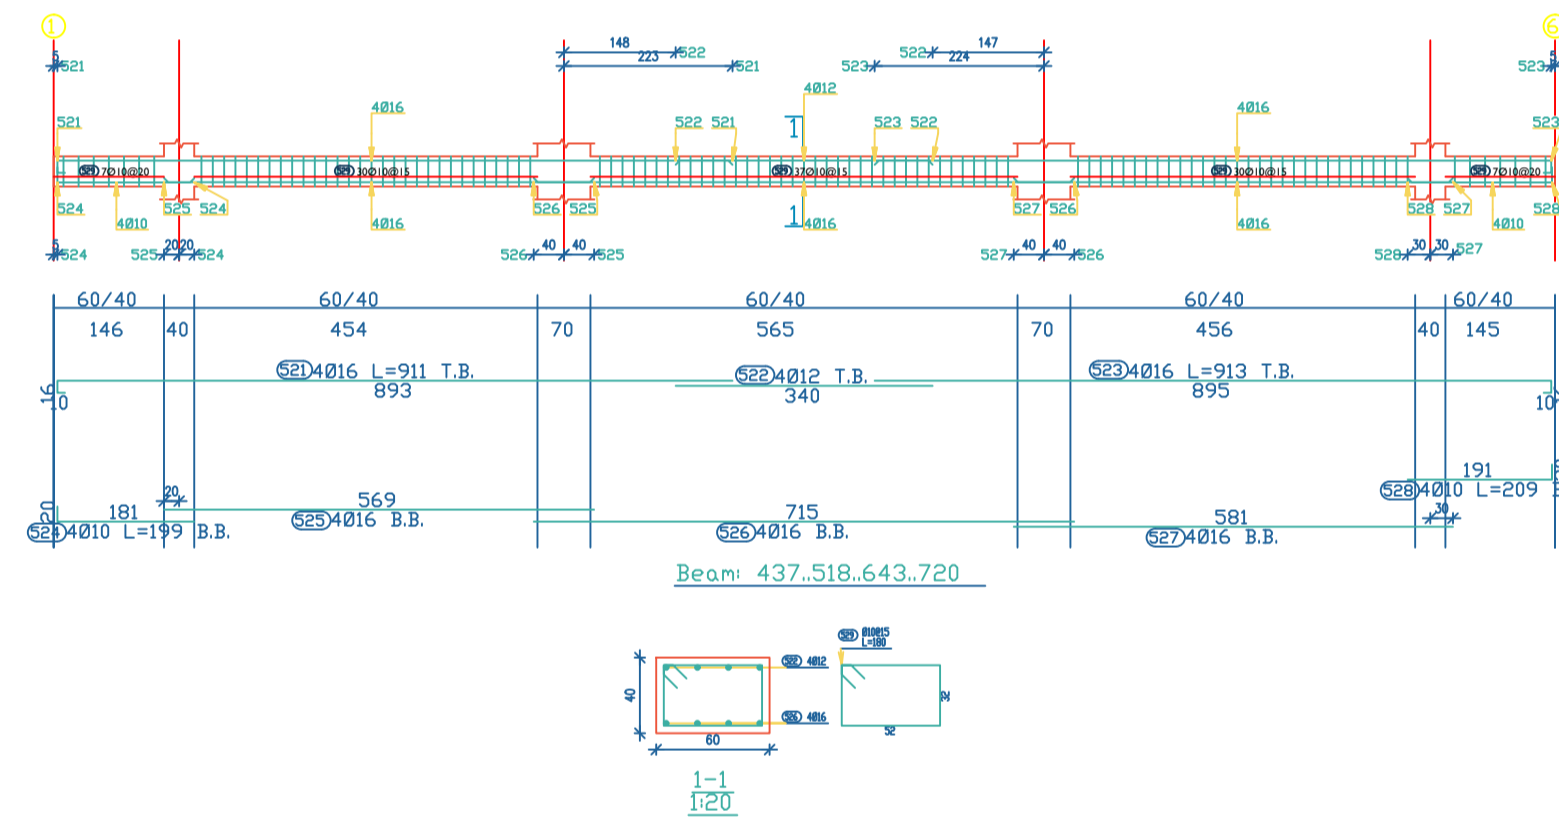 1 6
148 522 147 522
5 521 223 521 523 224 5 523
4Ø16 4Ø12 4Ø16
521 522 521 1 523 522 523
529 7Ø10@20 529 30Ø10@15 529 37Ø10@15 529 30Ø10@15 529 7Ø10@20
524 525 524 526 525 1 527 526 528 527 528
4Ø10 4Ø16 4Ø16 4Ø16 4Ø10
5 524 525 20 20 524 526 40 40 525 527 40 40 526 528 30 30 527
60/40 60/40 60/40 60/40 60/40
146 40 454 70 565 70 456 40 145
521 4Ø16 L=911 T.B. 522 4Ø12 T.B. 523 4Ø16 L=913 T.B.
16 10 893 340 895 10
20 569 191
181 525 4Ø16 B.B. 715 581 528 4Ø10 L=209
20 524 4Ø10 L=199 B.B. 526 4Ø16 B.B. 527 4Ø16 B.B. 30
Beam: 437..518..643..720
529 Ø10@15
L=180
522 4Ø12
40 32
526 4Ø16
60 52
1-1
1:20